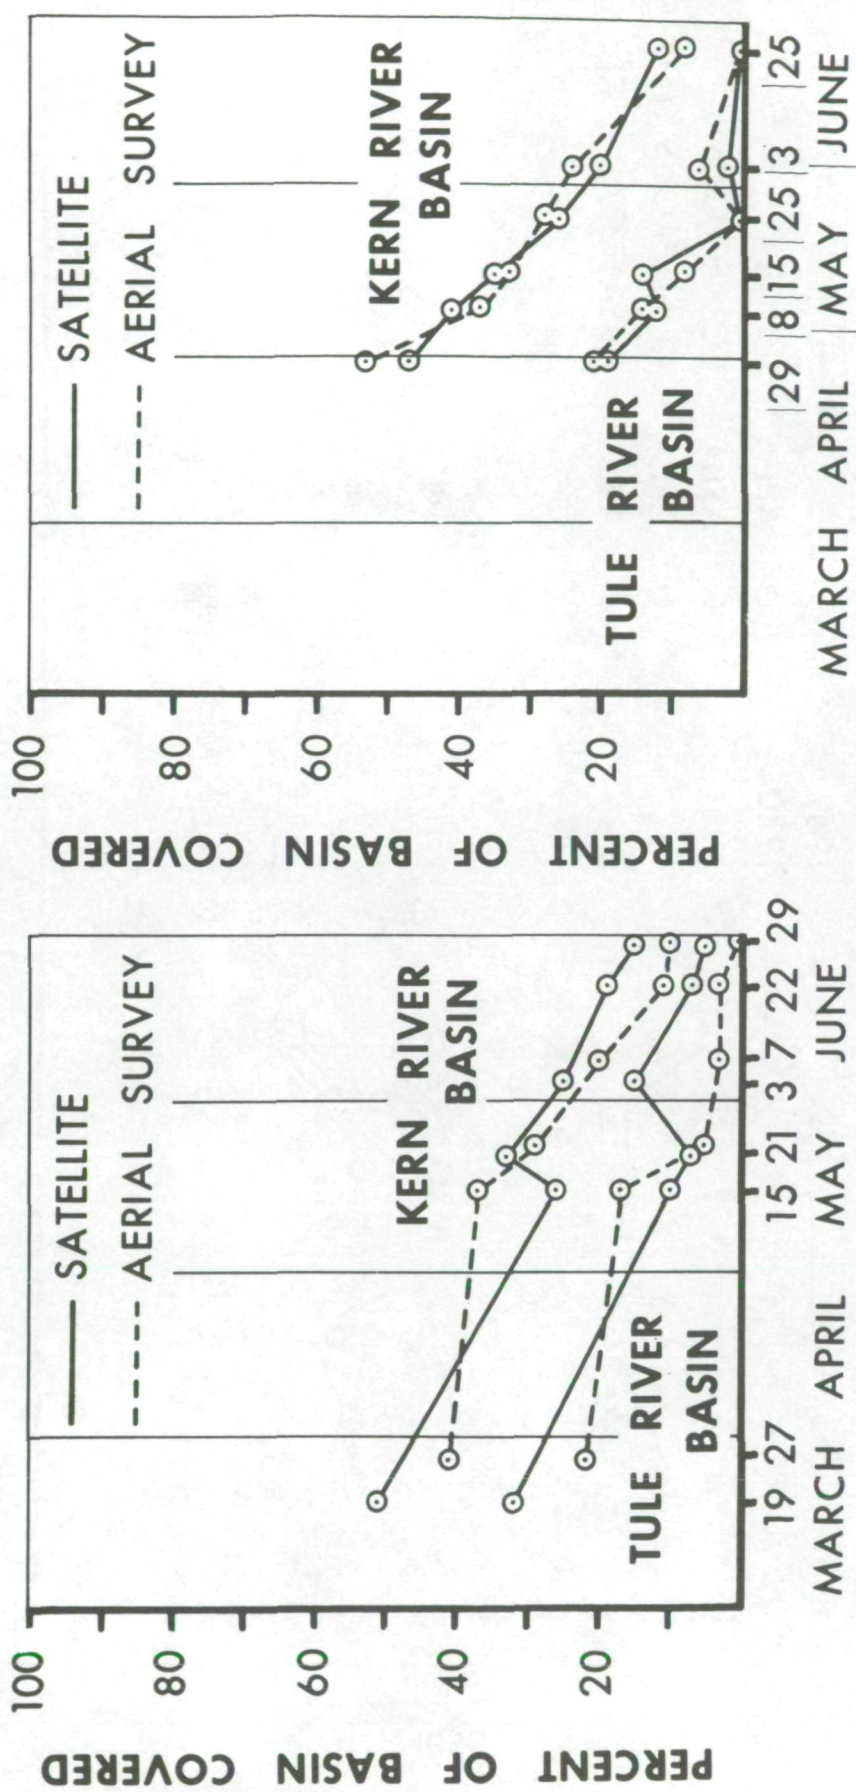 PERCENT OF BASIN COVERED
100
80
60
40
20
SATELLITE
AERIAL SURVEY
KERN RIVER
BASIN
TULE RIVER
BASIN
19 27 15 21 3 7 22 29
MARCH APRIL MAY JUNE
PERCENT OF BASIN COVERED
100
80
60
40
20
SATELLITE
AERIAL SURVEY
KERN RIVER
BASIN
TULE RIVER
BASIN
29 8 15 25 3 25
MARCH APRIL MAY JUNE